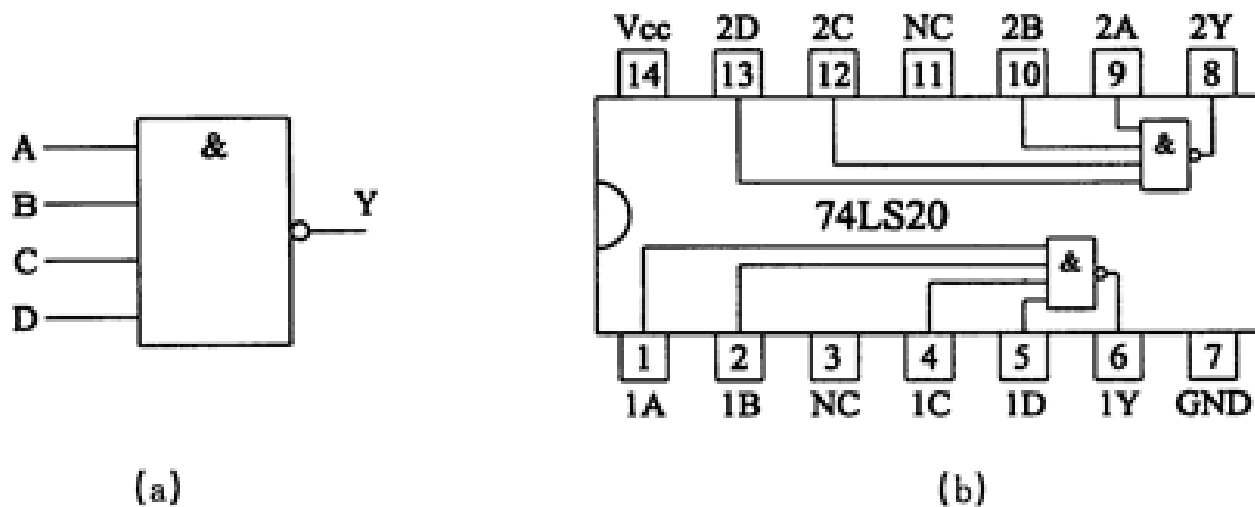 Vcc 2D 2C NC 2B 2A 2Y
14 13 12 11 10 9 8
A & &
B Y
C 74LS20
D &
1 2 3 4 5 6 7
1A 1B NC 1C 1D 1Y GND
(a) (b)